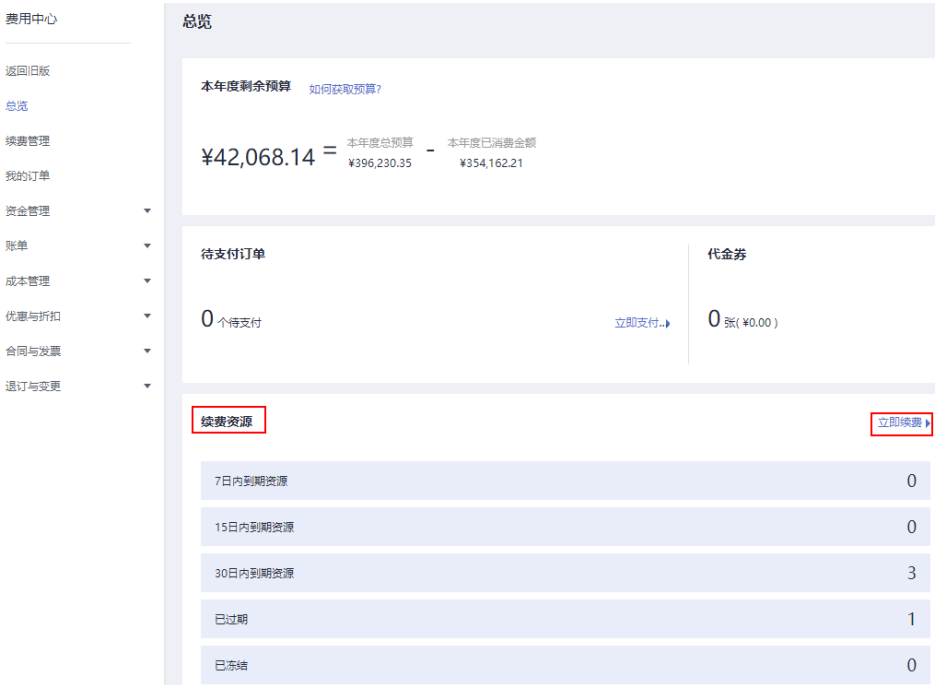 费用中心
返回旧版
总览
续费管理
我的订单
资金管理
账单
成本管理
优惠与折扣
合同与发票
退订与变更
总览
本年度剩余预算 如何获取预算?
¥42,068.14 = 本年度总预算 - 本年度已消费金额
¥396,230.35 ¥354,162.21
待支付订单
0 个待支付 立即支付..
代金券
0 张( ¥0.00 )
续费资源 立即续费
7日内到期资源 0
15日内到期资源 0
30日内到期资源 3
已过期 1
已冻结 0